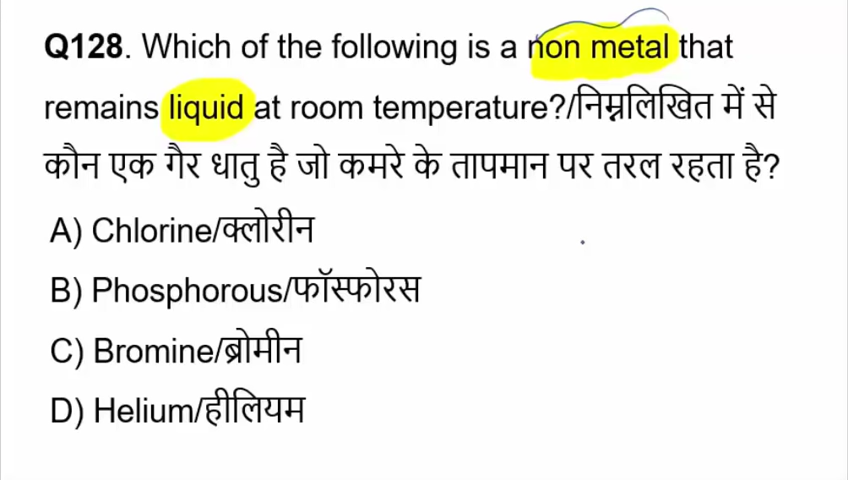 Q128. Which of the following is a non metal that
remains liquid at room temperature?/निम्नलिखित में से
कौन एक गैर धातु है जो कमरे के तापमान पर तरल रहता है?
A) Chlorine/क्लोरीन
B) Phosphorous/फॉस्फोरस
C) Bromine/ब्रोमीन
D) Helium/हीलियम